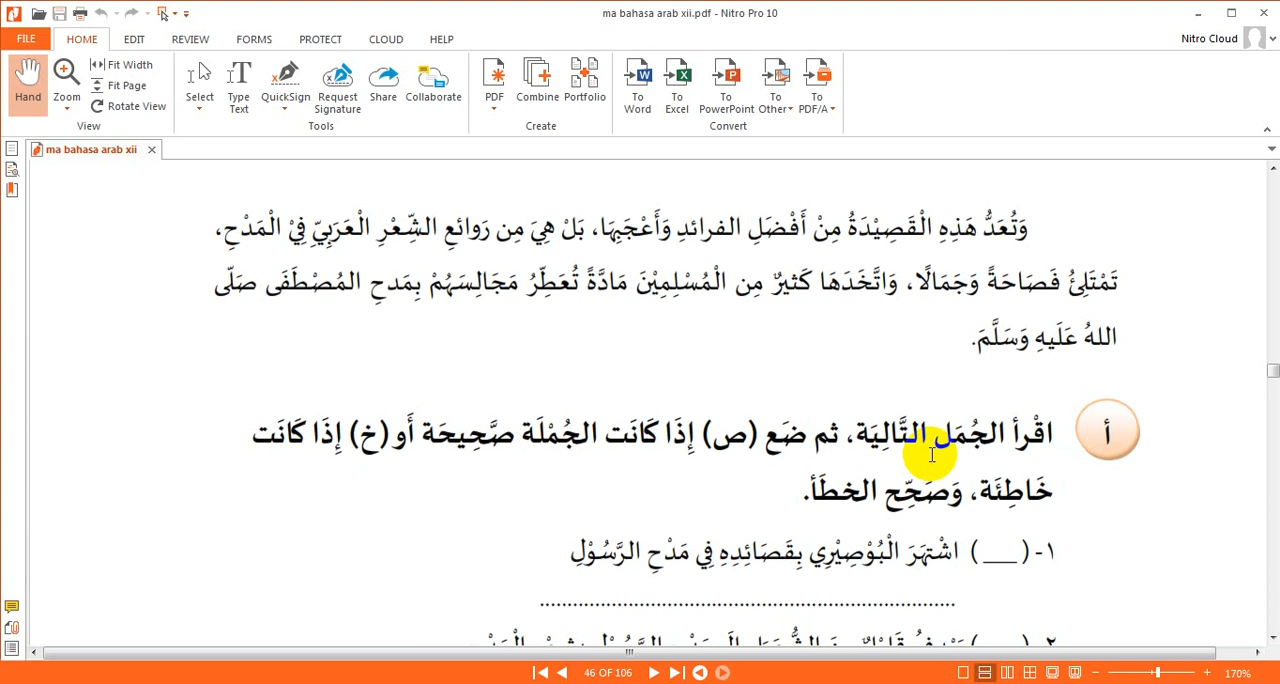 ma bahasa arab xii.pdf - Nitro Pro 10
FILE HOME EDIT REVIEW FORMS PROTECT CLOUD HELP
Nitro Cloud
Hand
Zoom
Fit Width
Fit Page
Rotate View
View
Select
Type Text
QuickSign
Request Signature
Share
Collaborate
Tools
PDF
Combine
Portfolio
Create
To Word
To Excel
To PowerPoint
To Other
To PDF/A
Convert
ma bahasa arab xii
وَتُعَدُّ هَذِهِ الْقَصِيْدَةُ مِنْ أَفْضَلِ الفرائدِ وَأَعْجَبِهَا، بَلْ هِيَ مِن رَوائعِ الشِّعْرِ الْعَرَبِيِّ فِيْ الْمَدْحِ،
تَمْتَلِئُ فَصَاحَةً وَجَمَالًا، وَاتَّخَدَهَا كَثيرٌ مِن الْمُسْلِمِيْنَ مَادَّةً تُعَطِّرُ مَجَالِسَهُمْ بِمَدحِ المُصْطَفَى صَلّى
اللهُ عَلَيهِ وَسَلَّمَ.
أ
اقْرأ الجُمَل التَّالِيَة، ثم ضَع (ص) إِذَا كَانَت الجُمْلَة صَّحِيحَة أَو (خ) إِذَا كَانَت
خَاطِئَة، وَصَحِّح الخطَأ.
١- (___) اشْتهَرَ الْبُوْصِيْرِي بِقَصَائِدِهِ فِي مَدْحِ الرَّسُوْلِ
......................................................................
46 OF 106
170%